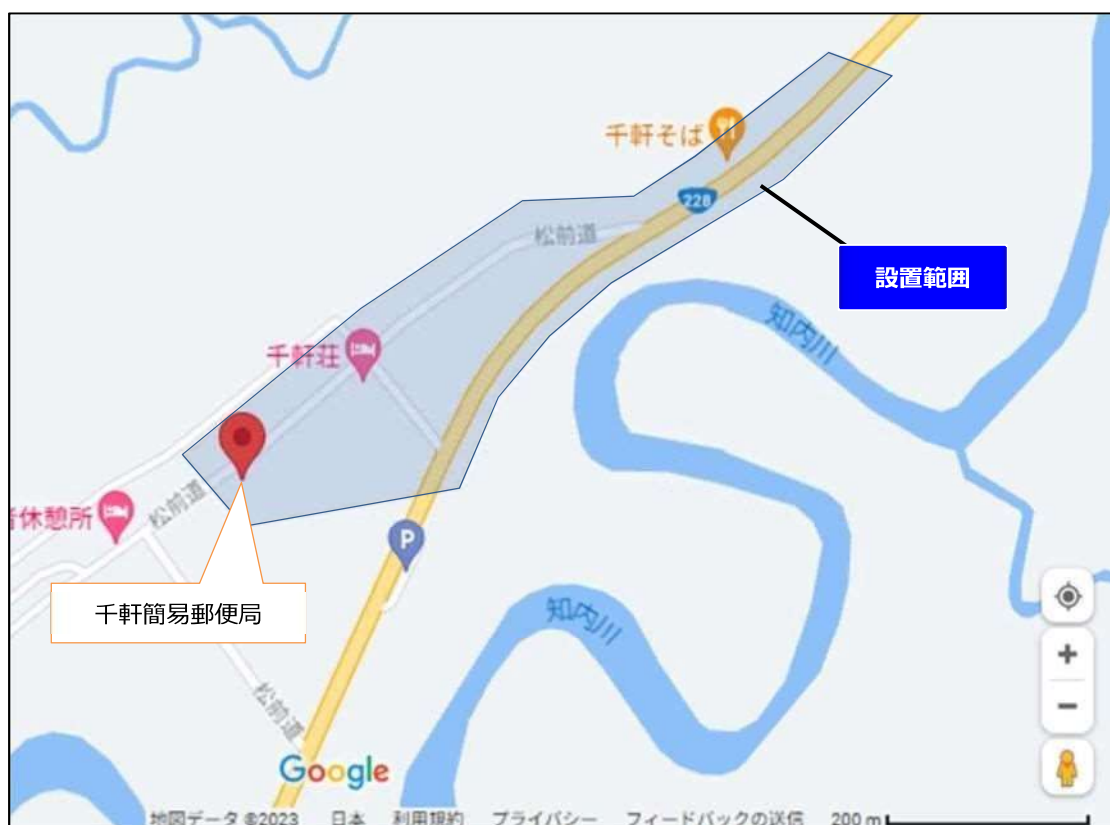 千軒そば
228
松前道
設置範囲
知内川
千軒荘
松前道
休憩所
P
千軒簡易郵便局
知内川
松前道
Google
地図データ ©2023 日本 利用規約 プライバシー フィードバックの送信 200 m